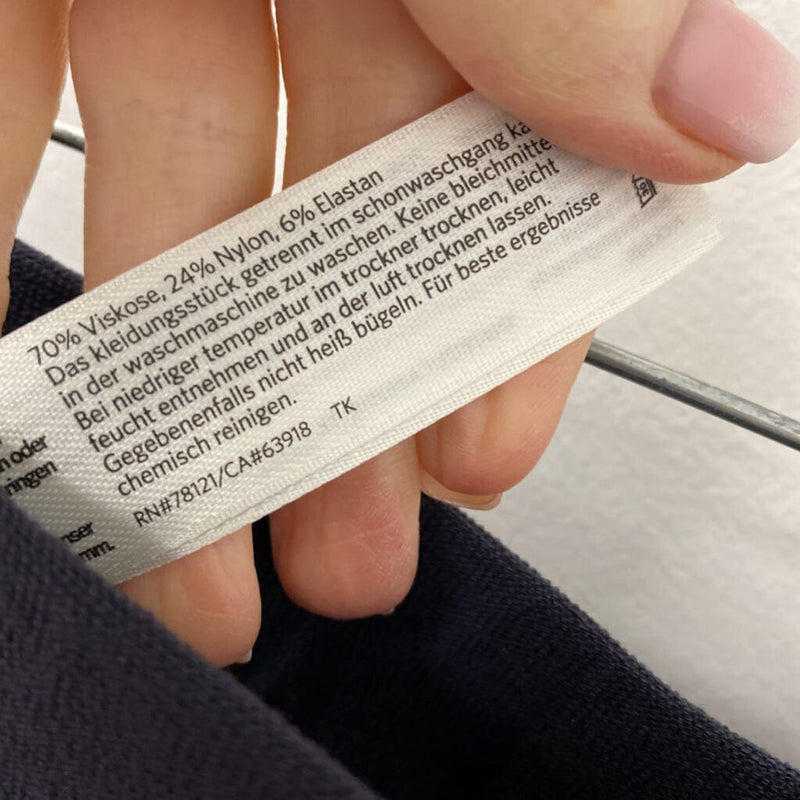 70% Viskose, 24% Nylon, 6% Elastan
Das kleidungsstück getrennt im schonwaschgang
in der waschmaschine zu waschen. Keine bleichmitte
Bei niedriger temperatur im trockner trocknen, leicht
feucht entnehmen und an der luft trocknen lassen.
Gegebenenfalls nicht heiß bügeln. Für beste ergebnisse
chemisch reinigen.
RN#78121/CA#63918 TK
oder